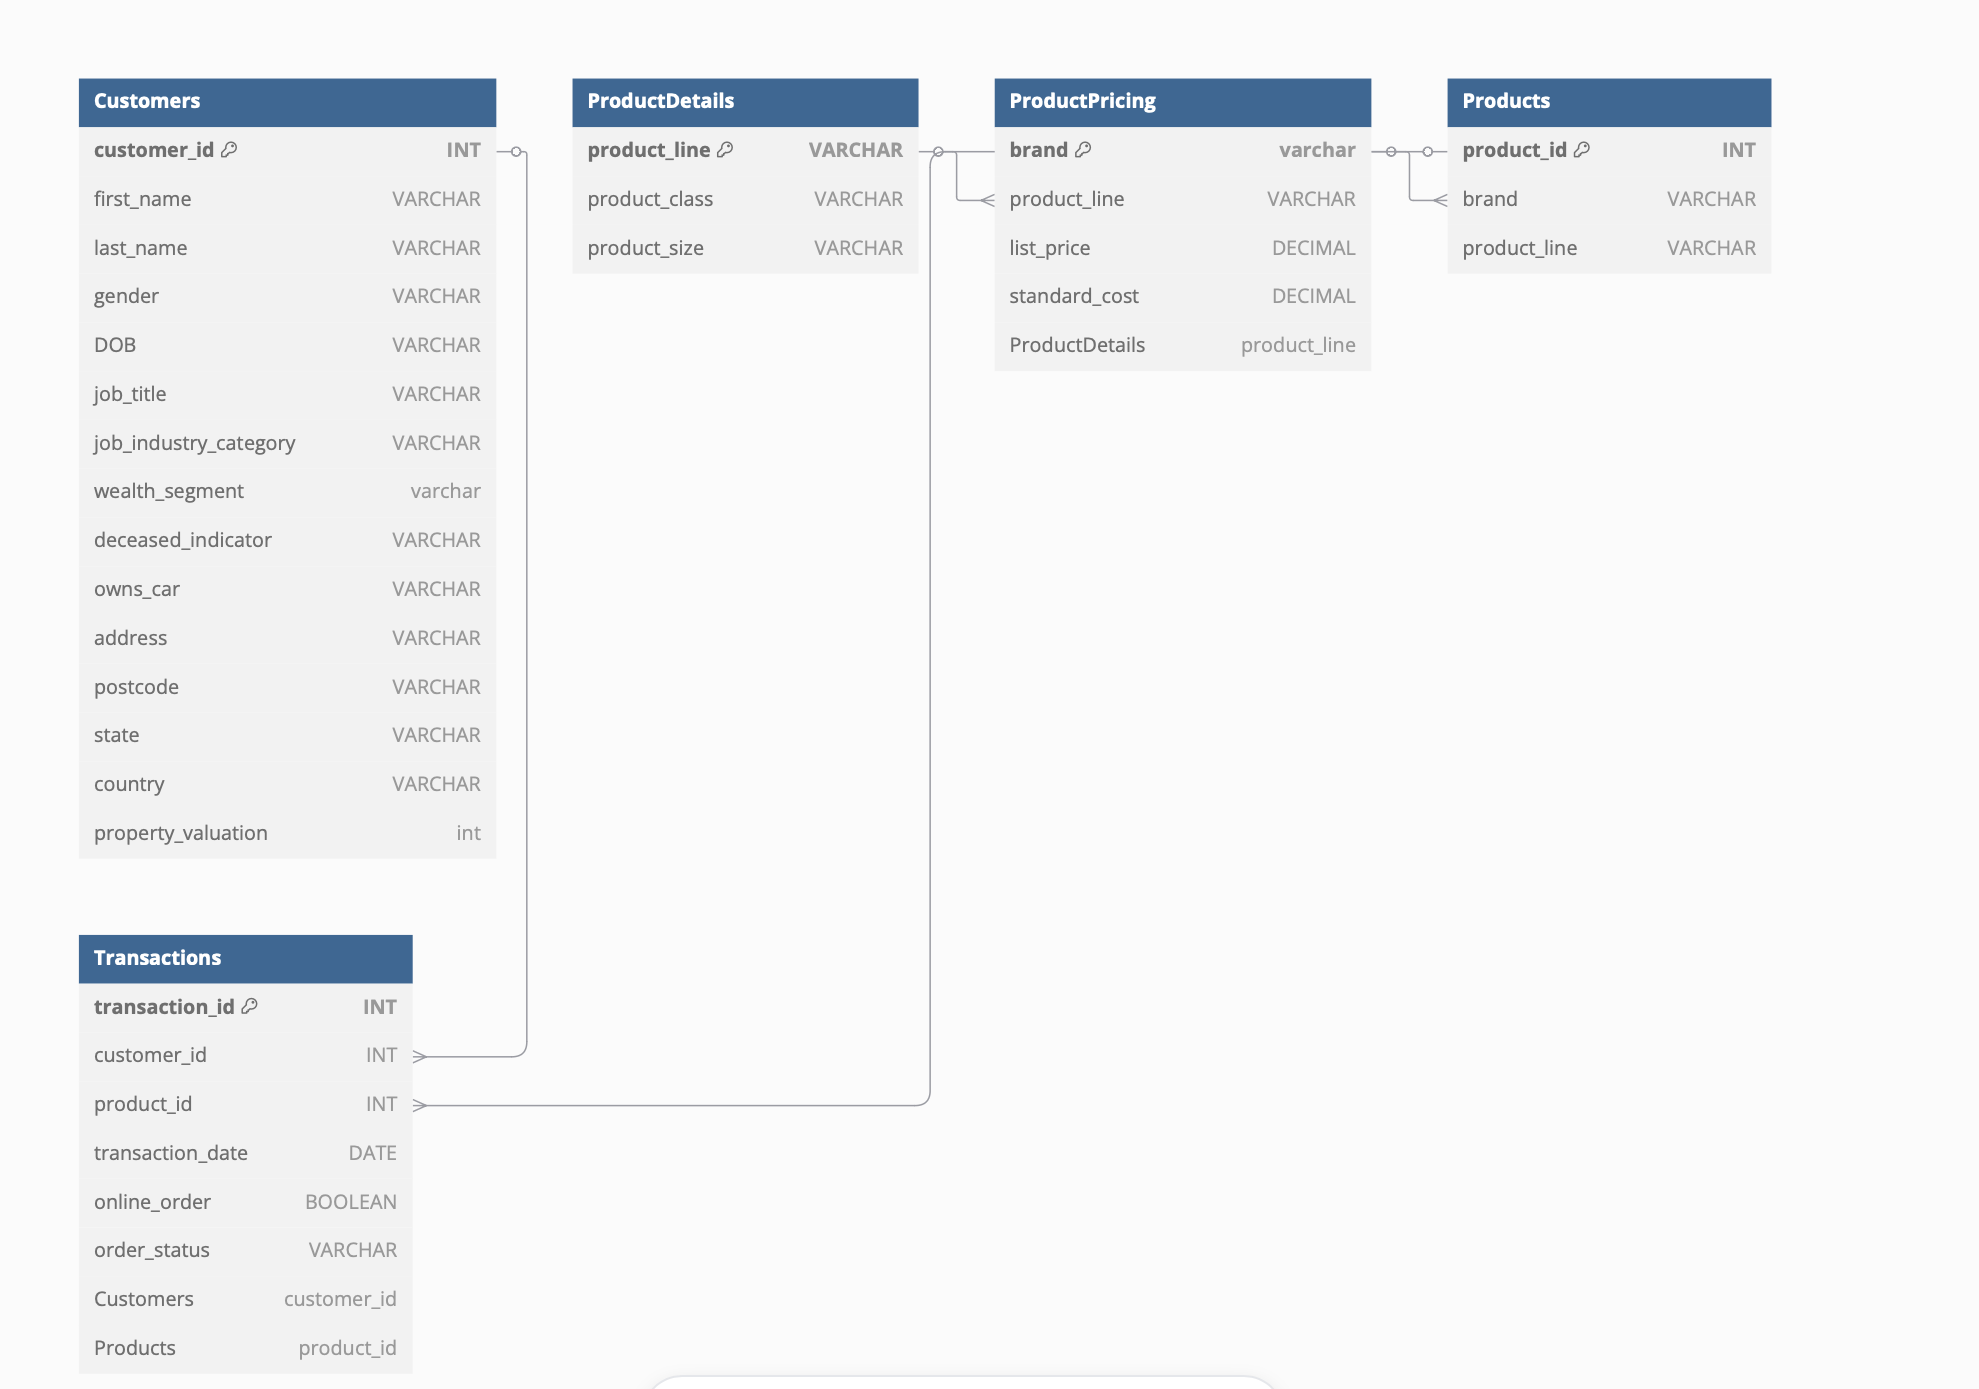 Customers
customer_id INT
first_name VARCHAR
last_name VARCHAR
gender VARCHAR
DOB VARCHAR
job_title VARCHAR
job_industry_category VARCHAR
wealth_segment varchar
deceased_indicator VARCHAR
owns_car VARCHAR
address VARCHAR
postcode VARCHAR
state VARCHAR
country VARCHAR
property_valuation int
ProductDetails
product_line VARCHAR
product_class VARCHAR
product_size VARCHAR
ProductPricing
brand varchar
product_line VARCHAR
list_price DECIMAL
standard_cost DECIMAL
ProductDetails product_line
Products
product_id INT
brand VARCHAR
product_line VARCHAR
Transactions
transaction_id INT
customer_id INT
product_id INT
transaction_date DATE
online_order BOOLEAN
order_status VARCHAR
Customers customer_id
Products product_id